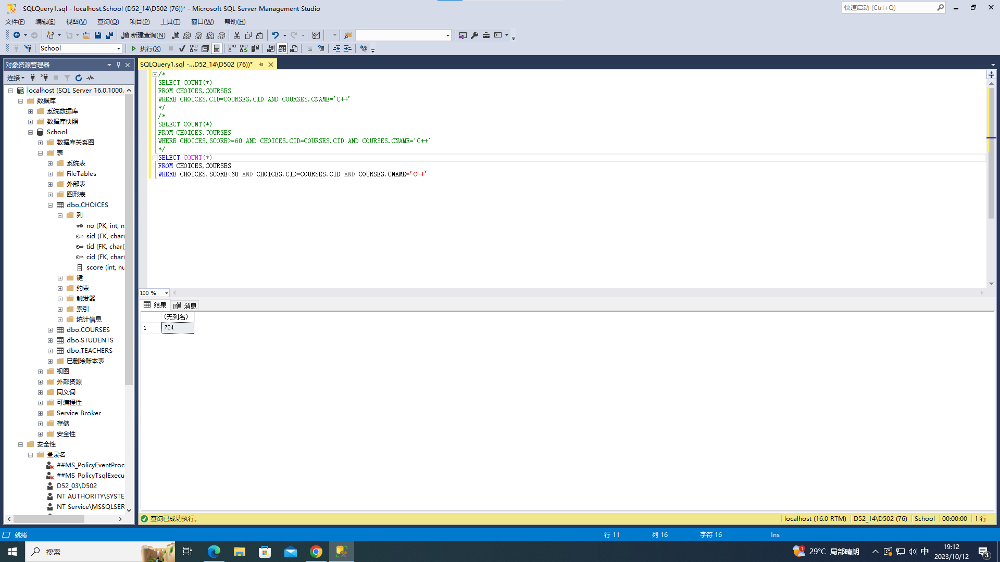 SQLQuery1.sql - localhost.School (D52_14\D502 (76))* - Microsoft SQL Server Management Studio
快速启动 (Ctrl+Q)
文件(F) 编辑(E) 视图(V) 查询(Q) 项目(P) 工具(T) 窗口(W) 帮助(H)
新建查询(N)
MDX DMX XMLA DAX
School
执行(X)
对象资源管理器
SQLQuery1.sql -...D52_14\D502 (76))*
连接
localhost (SQL Server 16.0.1000.
数据库
系统数据库
数据库快照
School
数据库关系图
表
系统表
FileTables
外部表
图形表
dbo.CHOICES
列
no (PK, int, n
sid (FK, char(
tid (FK, char(
cid (FK, char(
score (int, nu
键
约束
触发器
索引
统计信息
dbo.COURSES
dbo.STUDENTS
dbo.TEACHERS
已删除账本表
视图
外部资源
同义词
可编程性
Service Broker
存储
安全性
安全性
登录名
##MS_PolicyEventProc
##MS_PolicyTsqlExecu
D52_03\D502
NT AUTHORITY\SYSTE
NT Service\MSSQLSER
/*
SELECT COUNT(*)
FROM CHOICES,COURSES
WHERE CHOICES.CID=COURSES.CID AND COURSES.CNAME='C++'
*/
/*
SELECT COUNT(*)
FROM CHOICES,COURSES
WHERE CHOICES.SCORE>=60 AND CHOICES.CID=COURSES.CID AND COURSES.CNAME='C++'
*/
SELECT COUNT(*)
FROM CHOICES,COURSES
WHERE CHOICES.SCORE<60 AND CHOICES.CID=COURSES.CID AND COURSES.CNAME='C++'
100 %
结果 消息
(无列名)
1 724
查询已成功执行。
localhost (16.0 RTM) D52_14\D502 (76) School 00:00:00 1 行
就绪
行 11 列 16 字符 16 Ins
搜索
1 29°C 局部晴朗
中
19:12
2023/10/12
3